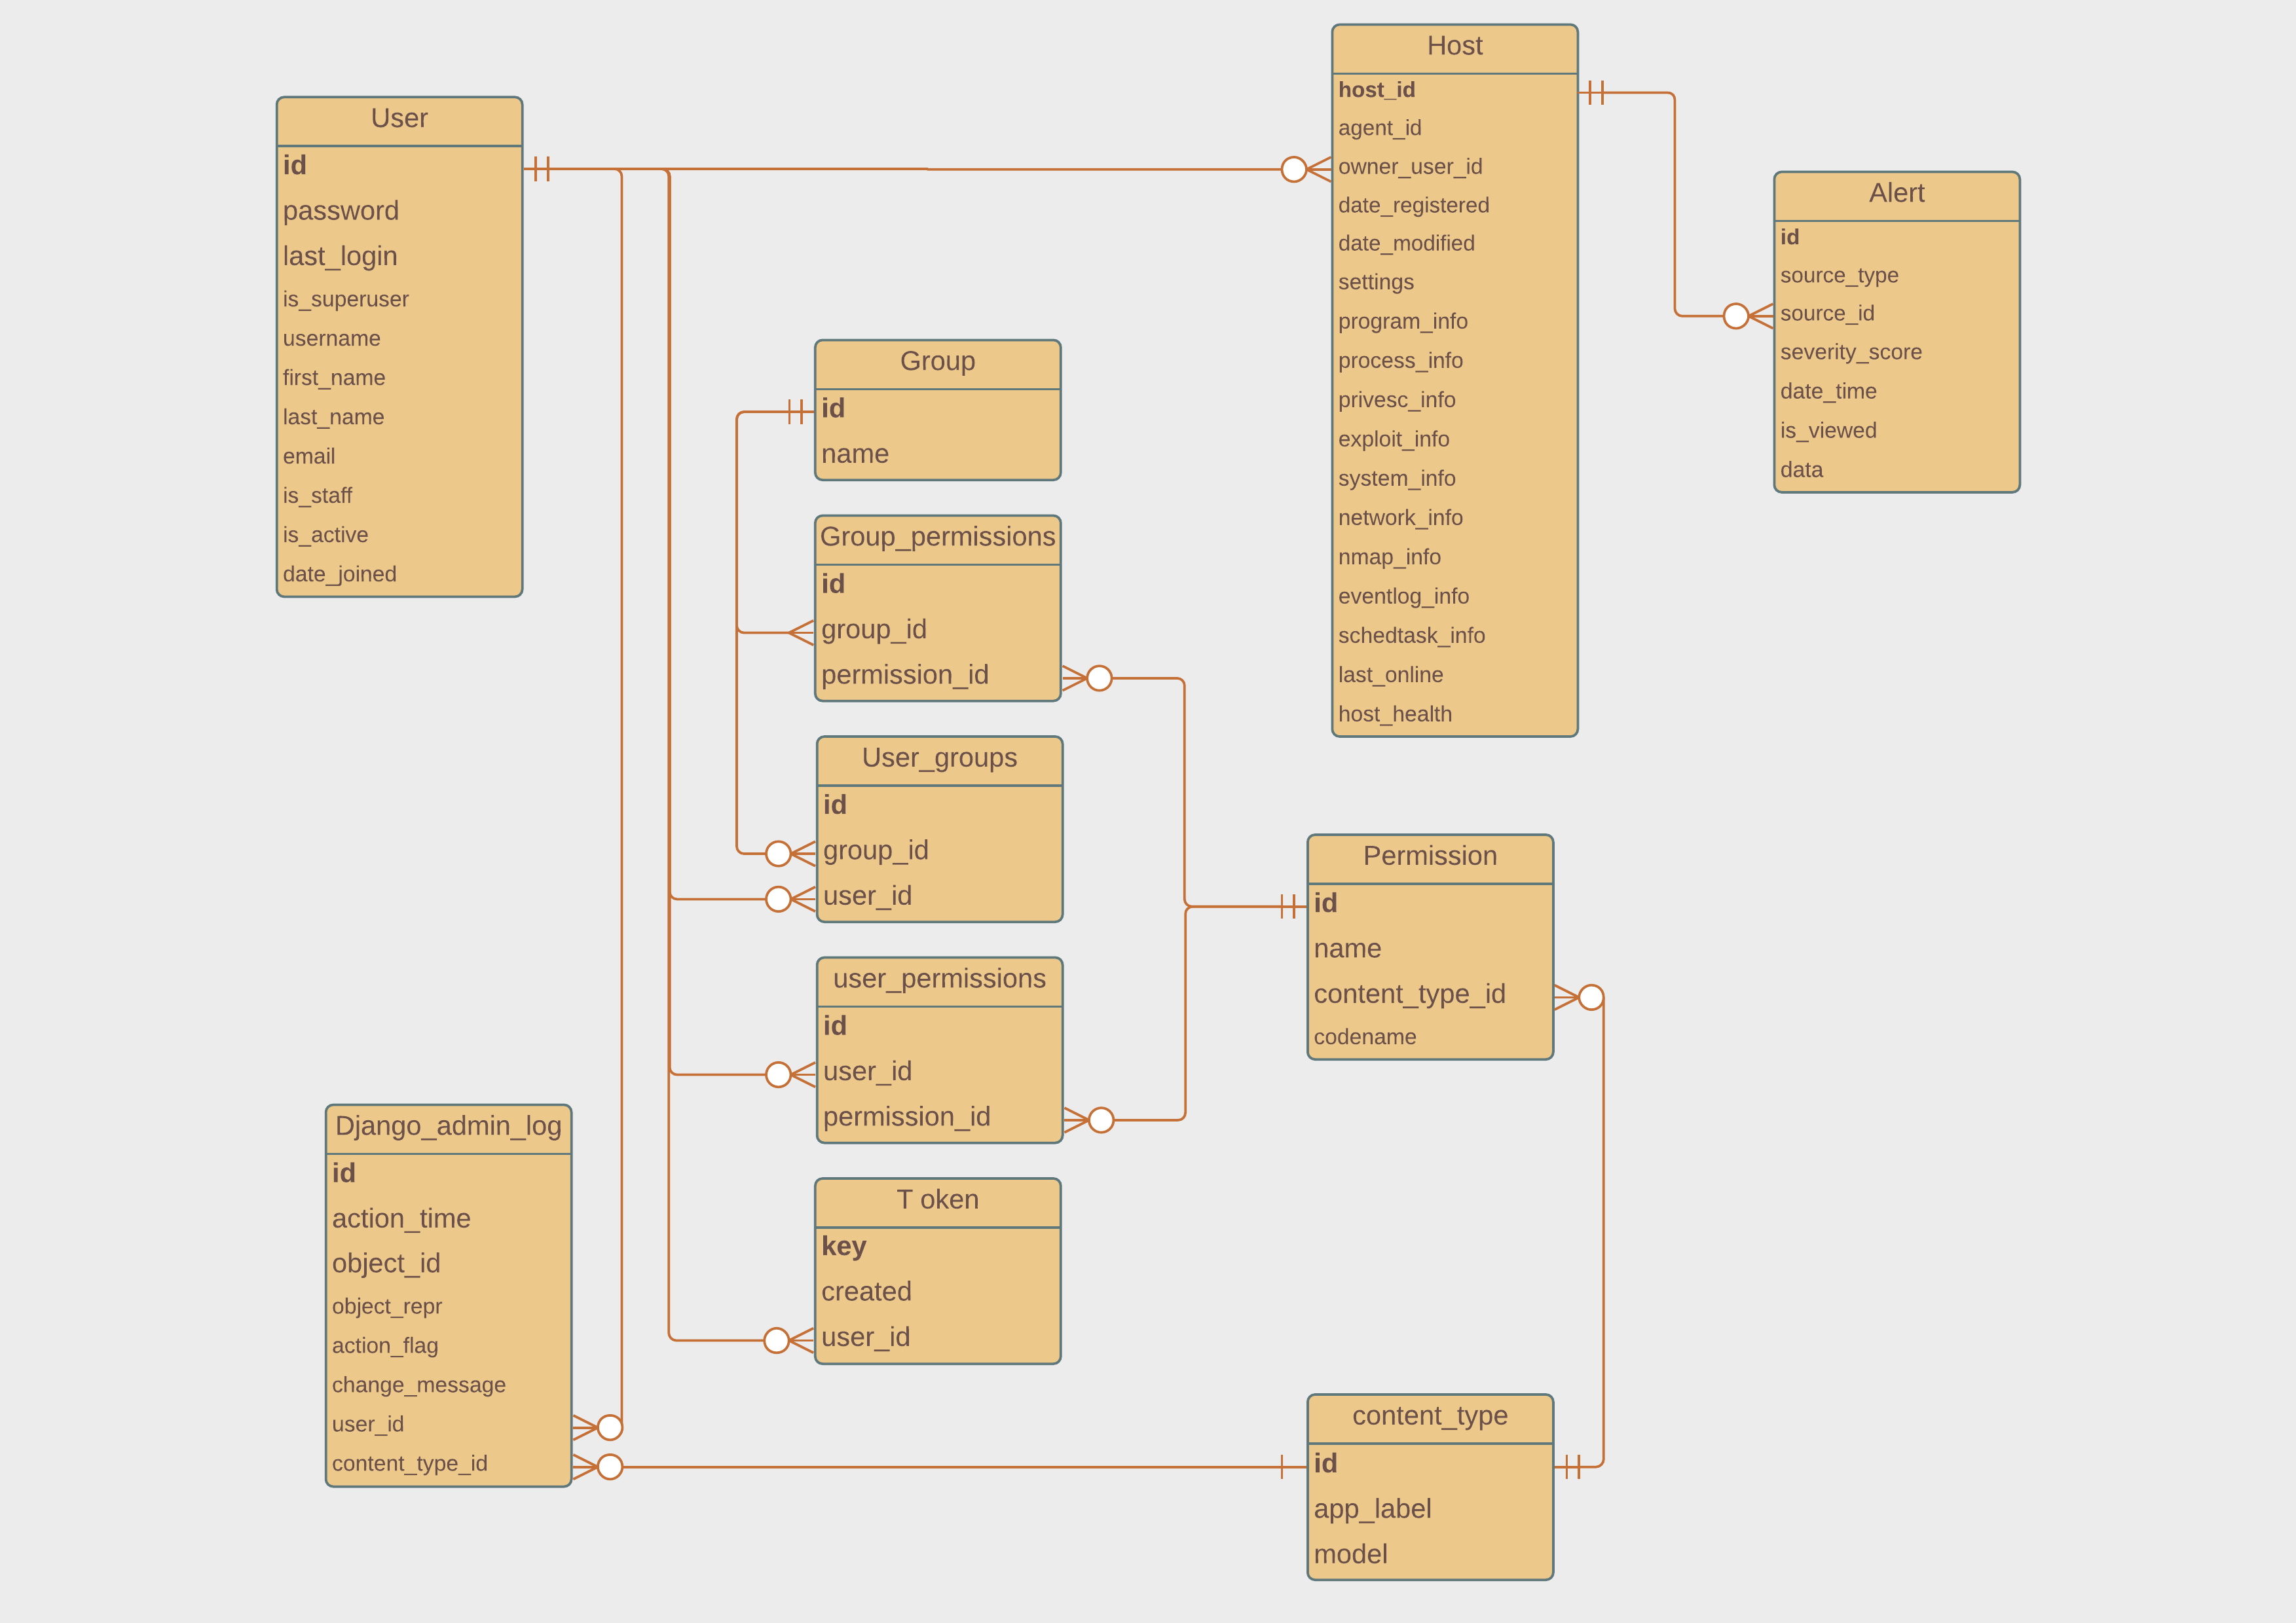 User
id
password
last_login
is_superuser
username
first_name
last_name
email
is_staff
is_active
date_joined
Host
host_id
agent_id
owner_user_id
date_registered
date_modified
settings
program_info
process_info
privesc_info
exploit_info
system_info
network_info
nmap_info
eventlog_info
schedtask_info
last_online
host_health
Alert
id
source_type
source_id
severity_score
date_time
is_viewed
data
Group
id
name
Group_permissions
id
group_id
permission_id
User_groups
id
group_id
user_id
user_permissions
id
user_id
permission_id
T oken
key
created
user_id
Permission
id
name
content_type_id
codename
Django_admin_log
id
action_time
object_id
object_repr
action_flag
change_message
user_id
content_type_id
content_type
id
app_label
model